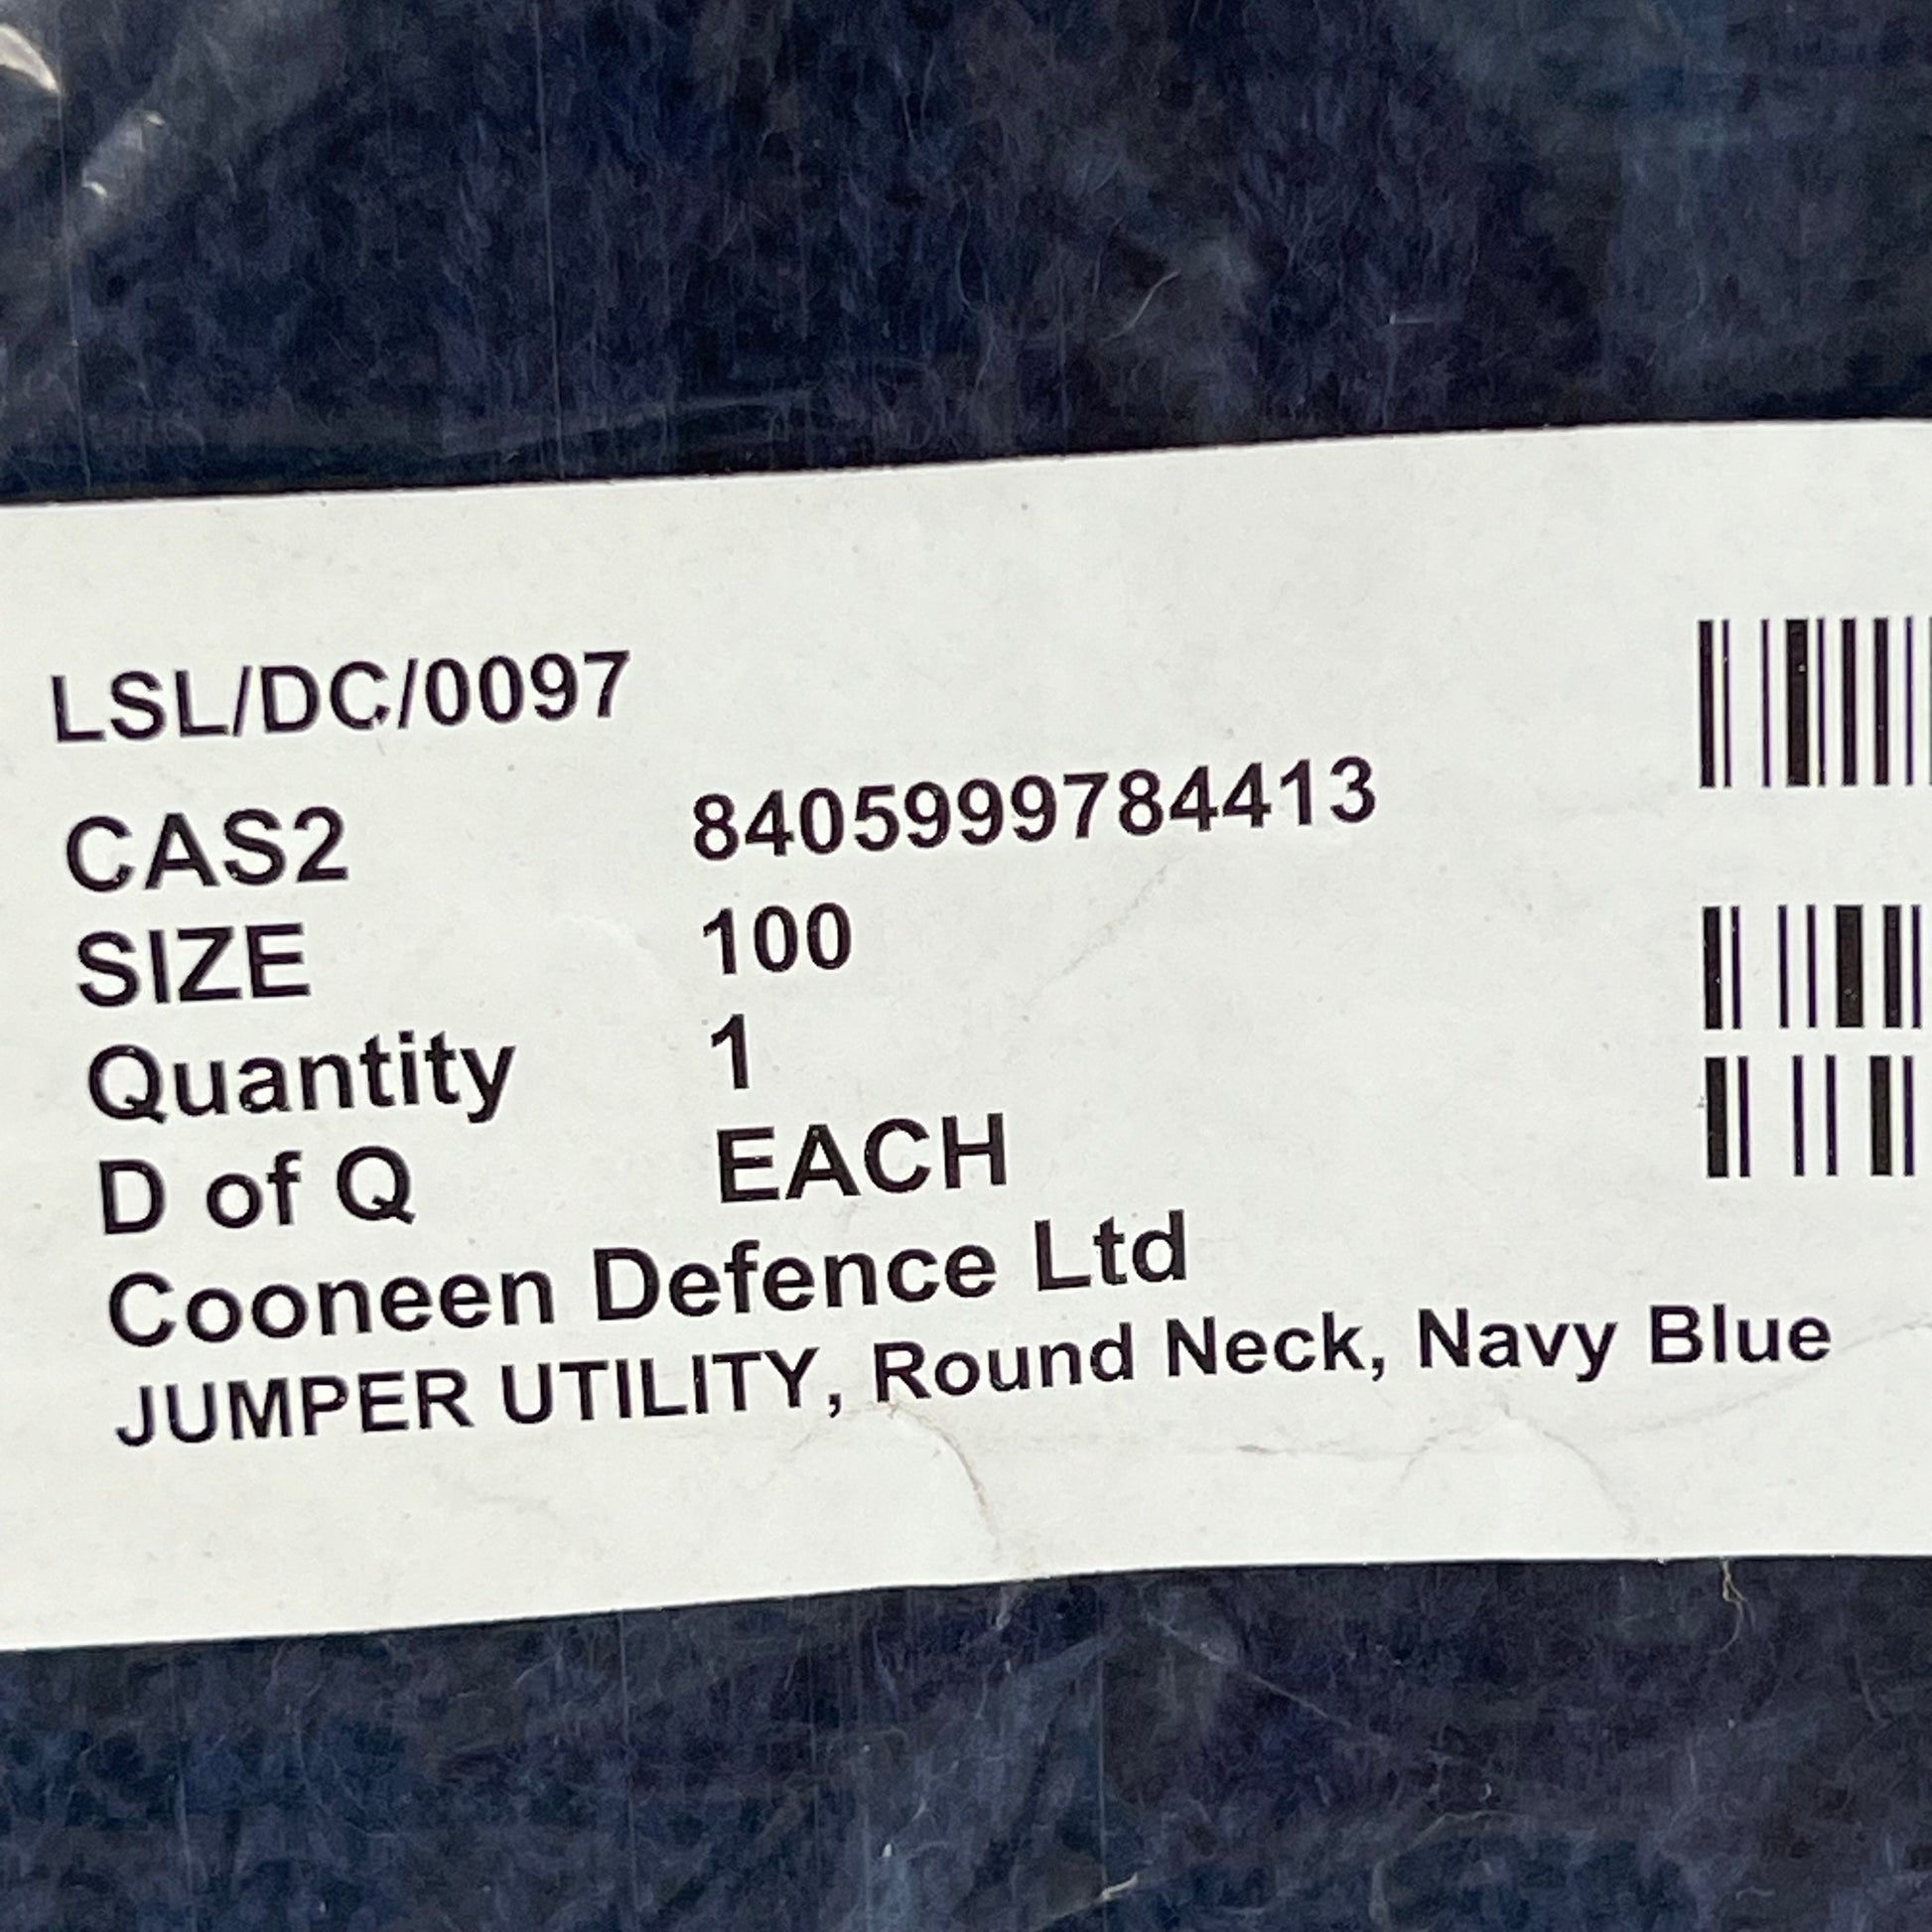 LSL/DC/0097
CAS2 8405999784413
SIZE 100
Quantity 1
D of Q EACH
Cooneen Defence Ltd
JUMPER UTILITY, Round Neck, Navy Blue